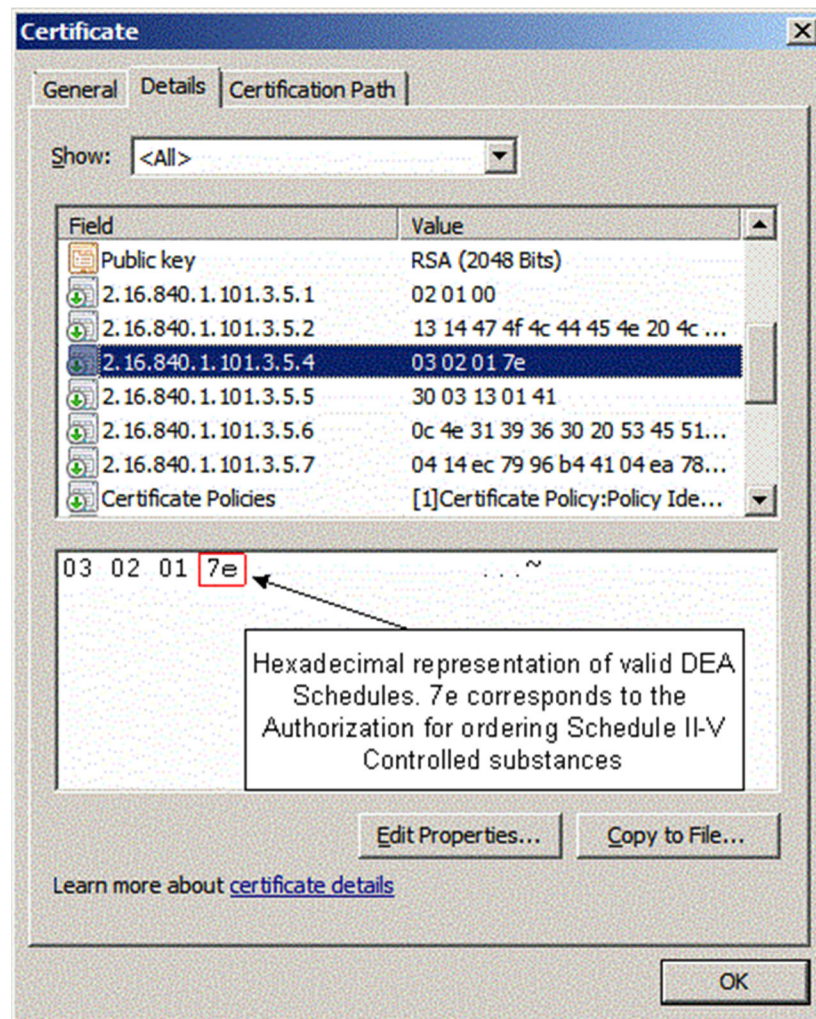 Certificate
General Details Certification Path
Show: <All>
Field Value
Public key RSA (2048 Bits)
2.16.840.1.101.3.5.1 02 01 00
2.16.840.1.101.3.5.2 13 14 47 4f 4c 44 45 4e 20 4c ...
2.16.840.1.101.3.5.4 03 02 01 7e
2.16.840.1.101.3.5.5 30 03 13 01 41
2.16.840.1.101.3.5.6 0c 4e 31 39 36 30 20 53 45 51...
2.16.840.1.101.3.5.7 04 14 ec 79 96 b4 41 04 ea 78...
Certificate Policies [1]Certificate Policy:Policy Ide...
03 02 01 7e ...~
Hexadecimal representation of valid DEA
Schedules. 7e corresponds to the
Authorization for ordering Schedule II-V
Controlled substances
Edit Properties... Copy to File...
Learn more about certificate details
OK